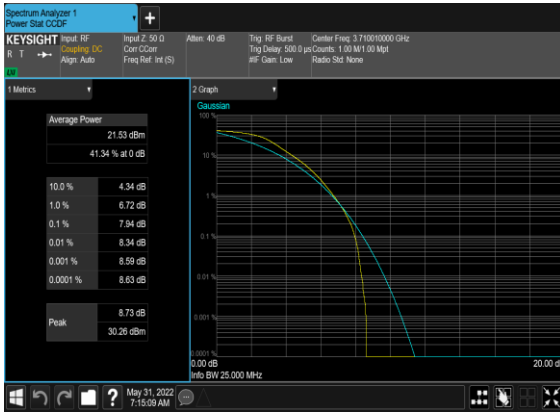 Spectrum Analyzer 1
Power Stat CCDF
+
KEYSIGHT
R T
LXI
Input: RF
Coupling: DC
Align: Auto
Input Z: 50 Ω
Corr CCorr
Freq Ref: Int (S)
Atten: 40 dB
Trig: RF Burst
Trig Delay: 500.0 µs
#IF Gain: Low
Center Freq: 3.710010000 GHz
Counts: 1.00 M/1.00 Mpt
Radio Std: None
1 Metrics
Average Power
21.53 dBm
41.34 % at 0 dB
10.0 % 4.34 dB
1.0 % 6.72 dB
0.1 % 7.94 dB
0.01 % 8.34 dB
0.001 % 8.59 dB
0.0001 % 8.63 dB
Peak
8.73 dB
30.26 dBm
2 Graph
Gaussian
100 %
10 %
1 %
0.1 %
0.01 %
0.001 %
0.0001 %
0.00 dB
20.00 d
Info BW 25.000 MHz
?
May 31, 2022
7:15:09 AM